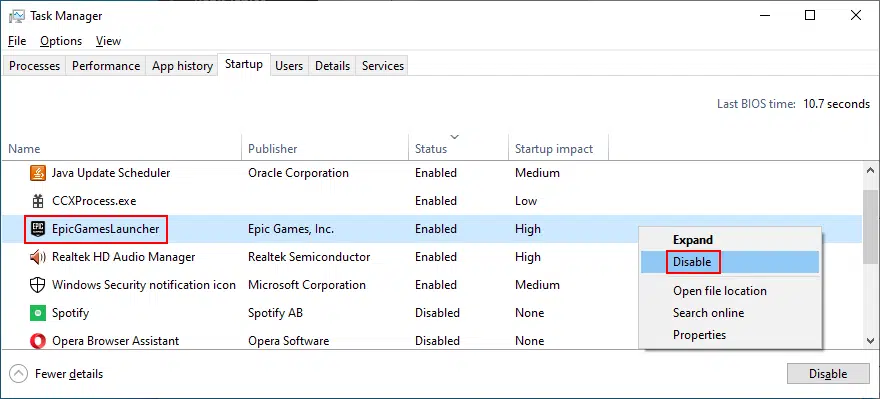 Task Manager
File Options View
Processes Performance App history Startup Users Details Services
Last BIOS time: 10.7 seconds
Name Publisher Status Startup impact
Java Update Scheduler Oracle Corporation Enabled Medium
CCXProcess.exe Enabled Low
EPIC EpicGamesLauncher Epic Games, Inc. Enabled High
Realtek HD Audio Manager Realtek Semiconductor Enabled High
Windows Security notification icon Microsoft Corporation Enabled Medium
Spotify Spotify AB Disabled None
Opera Browser Assistant Opera Software Disabled None
Expand
Disable
Open file location
Search online
Properties
Fewer details Disable